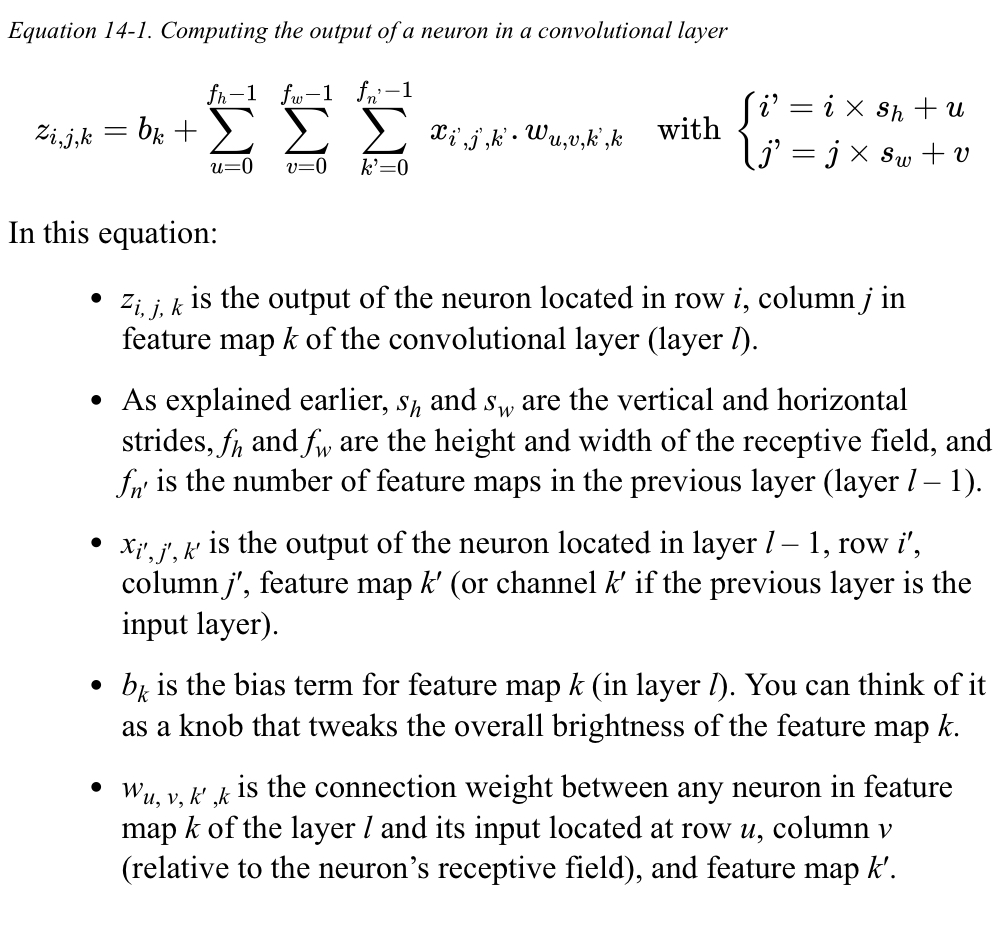 Equation 14-1. Computing the output of a neuron in a convolutional layer
z_{i,j,k} = b_k + \sum_{u=0}^{f_h-1} \sum_{v=0}^{f_w-1} \sum_{k'=0}^{f_{n'}-1} x_{i',j',k'} . w_{u,v,k',k} with { i' = i × s_h + u
j' = j × s_w + v
In this equation:
• z_{i, j, k} is the output of the neuron located in row i, column j in
feature map k of the convolutional layer (layer l).
• As explained earlier, s_h and s_w are the vertical and horizontal
strides, f_h and f_w are the height and width of the receptive field, and
f_{n′} is the number of feature maps in the previous layer (layer l – 1).
• x_{i′, j′, k′} is the output of the neuron located in layer l – 1, row i′,
column j′, feature map k′ (or channel k′ if the previous layer is the
input layer).
• b_k is the bias term for feature map k (in layer l). You can think of it
as a knob that tweaks the overall brightness of the feature map k.
• w_{u, v, k′ ,k} is the connection weight between any neuron in feature
map k of the layer l and its input located at row u, column v
(relative to the neuron’s receptive field), and feature map k′.